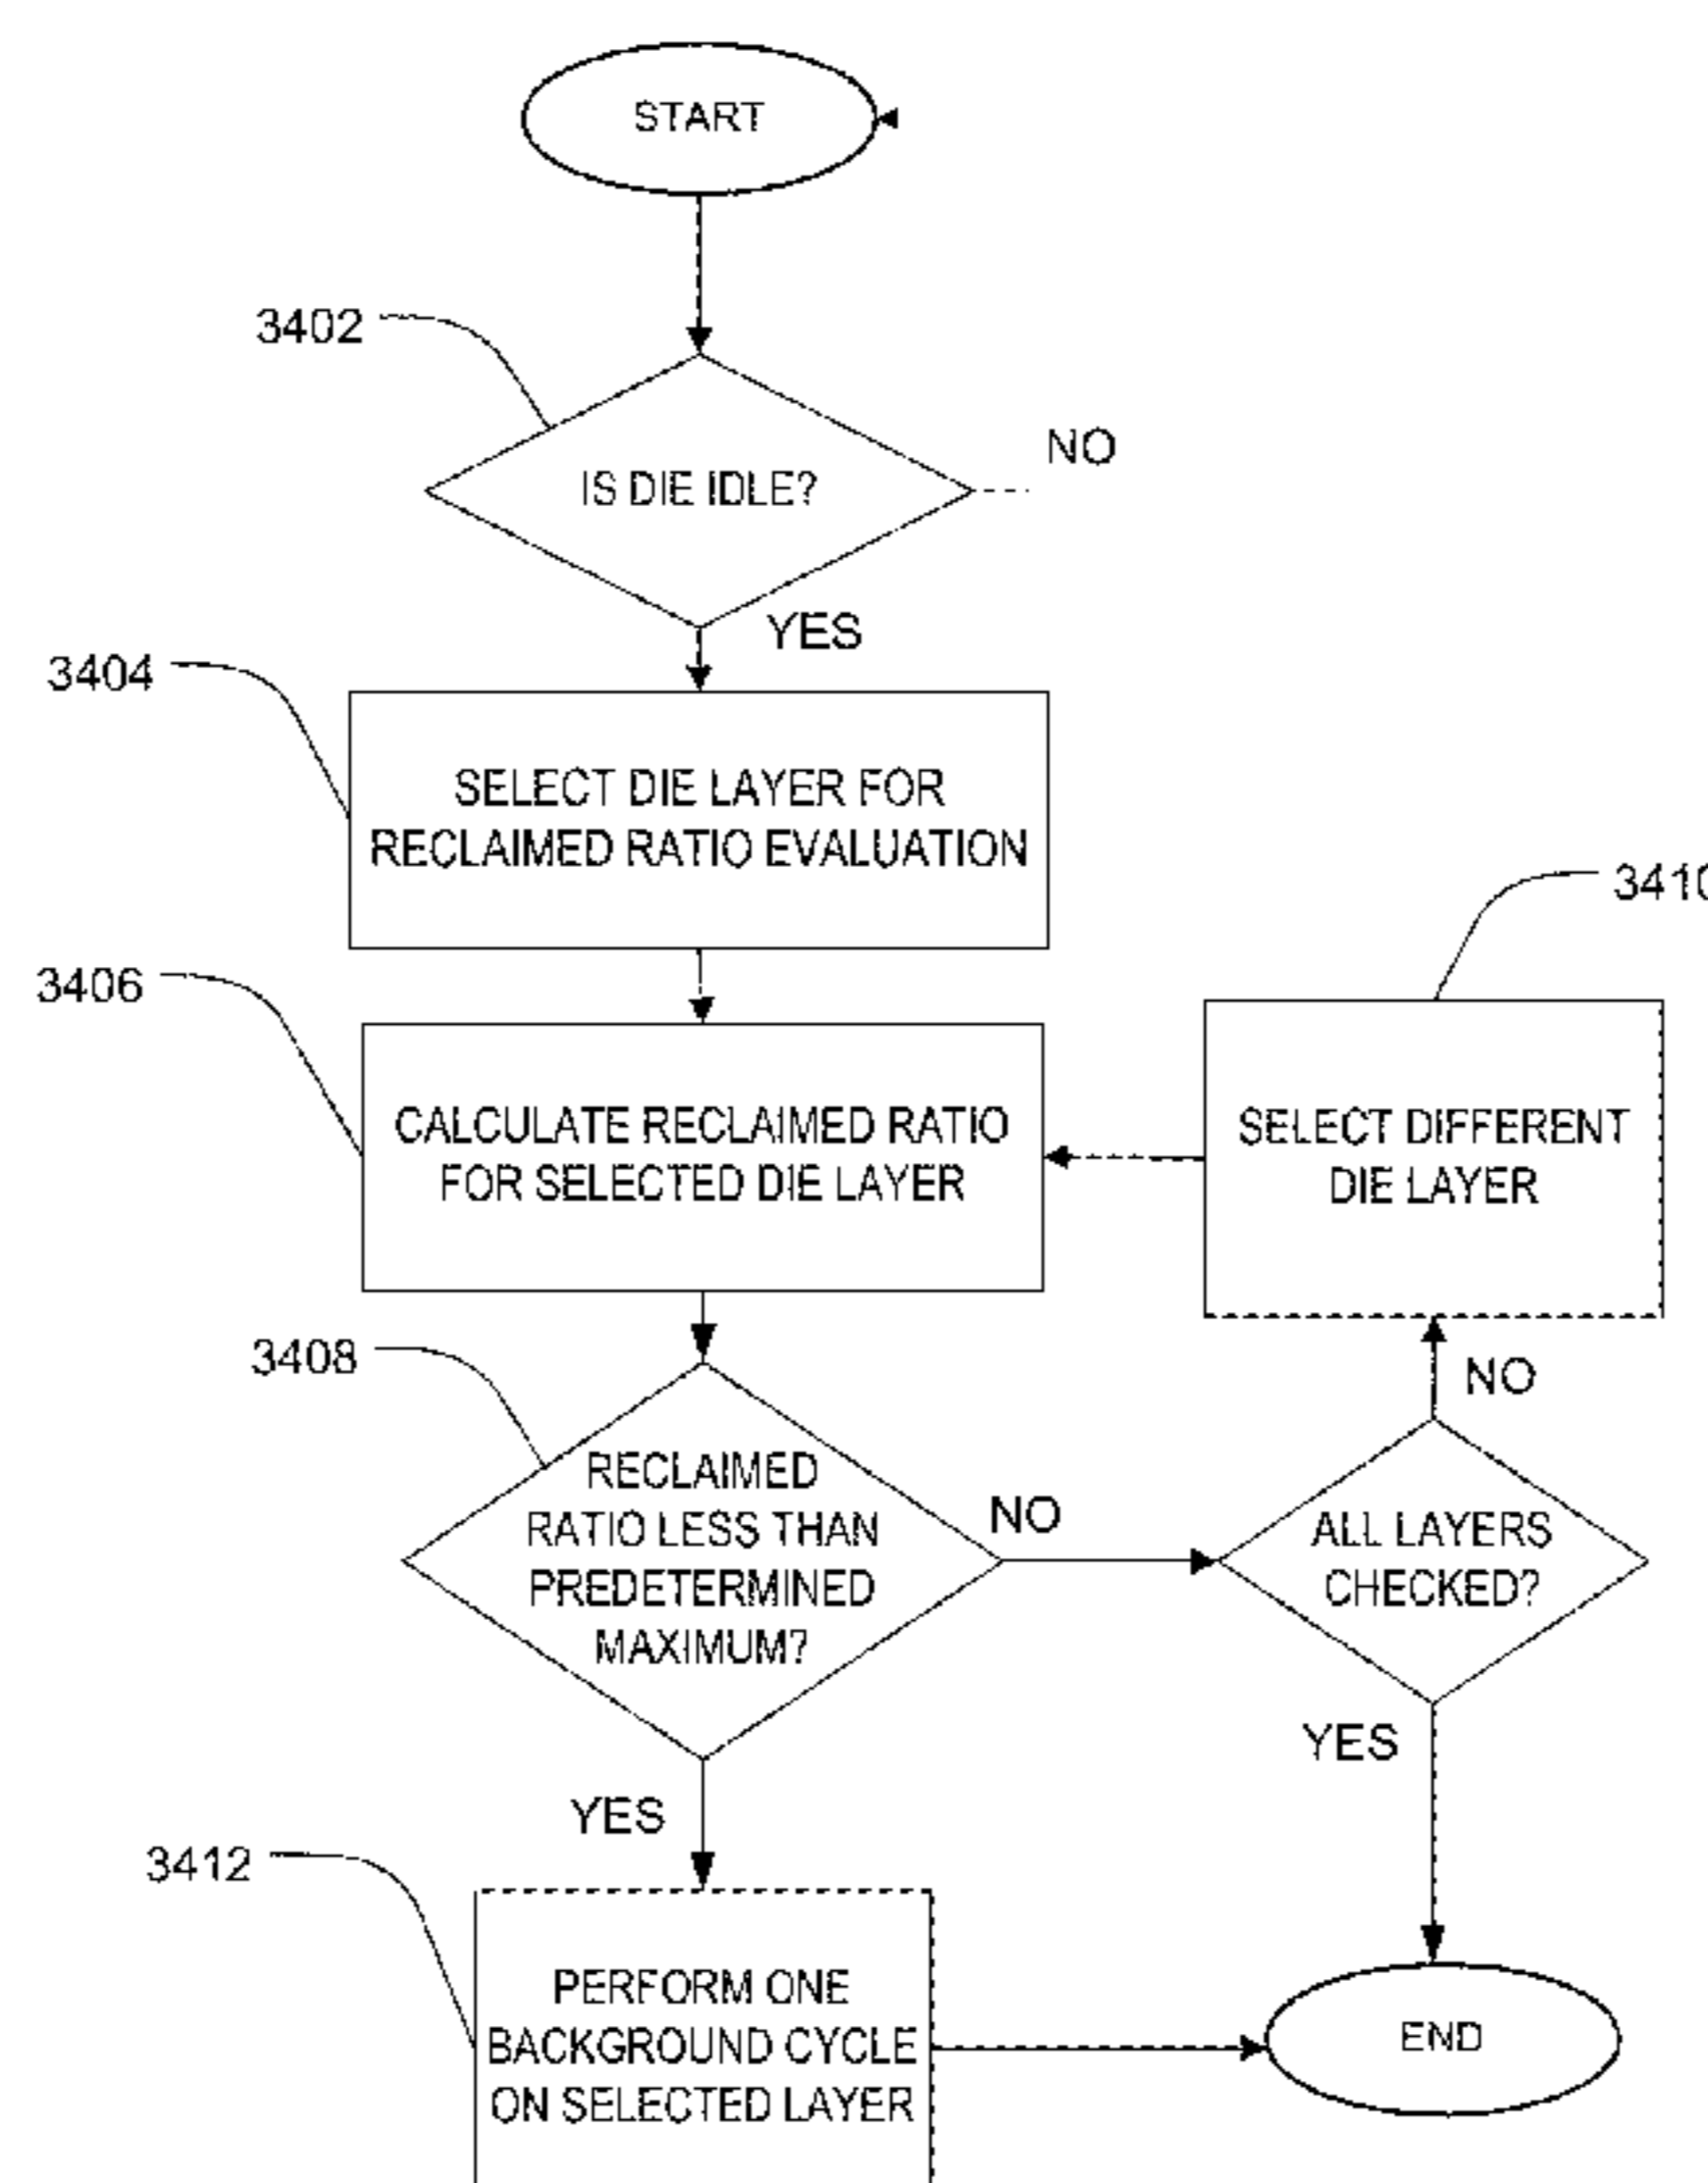 START
3402
IS DIE IDLE?
NO
YES
3404
SELECT DIE LAYER FOR
RECLAIMED RATIO EVALUATION
3410
3406
CALCULATE RECLAIMED RATIO
FOR SELECTED DIE LAYER
SELECT DIFFERENT
DIE LAYER
3408
NO
RECLAIMED
RATIO LESS THAN
PREDETERMINED
MAXIMUM?
NO
ALL LAYERS
CHECKED?
YES
YES
3412
PERFORM ONE
BACKGROUND CYCLE
ON SELECTED LAYER
END